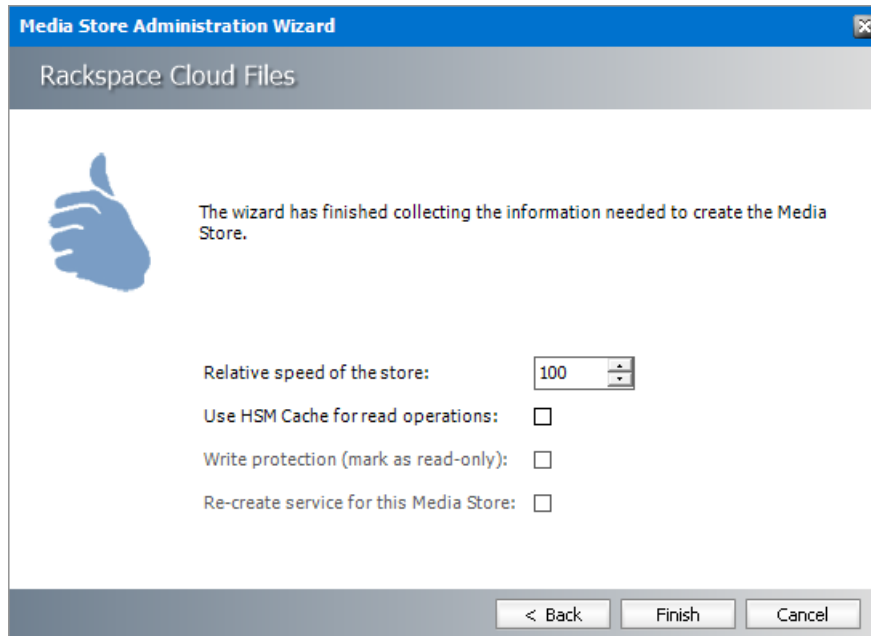 Media Store Administration Wizard
Rackspace Cloud Files
The wizard has finished collecting the information needed to create the Media
Store.
Relative speed of the store: 100
Use HSM Cache for read operations:
Write protection (mark as read-only):
Re-create service for this Media Store:
< Back Finish Cancel